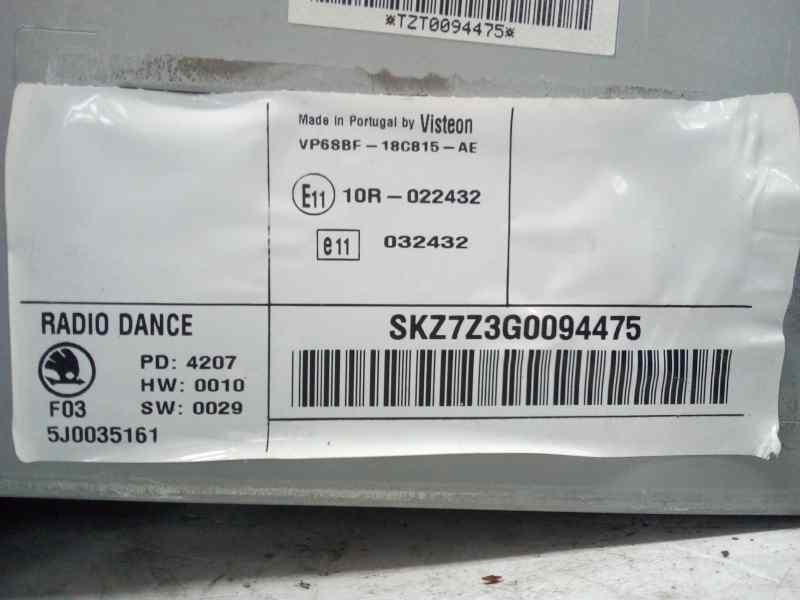 *TZT0094475*
Made in Portugal by Visteon
VP6SBF-18C815-AE
E11 10R-022432
e11 032432
RADIO DANCE
SKZ7Z3G0094475
PD: 4207
HW: 0010
F03 SW: 0029
5J0035161